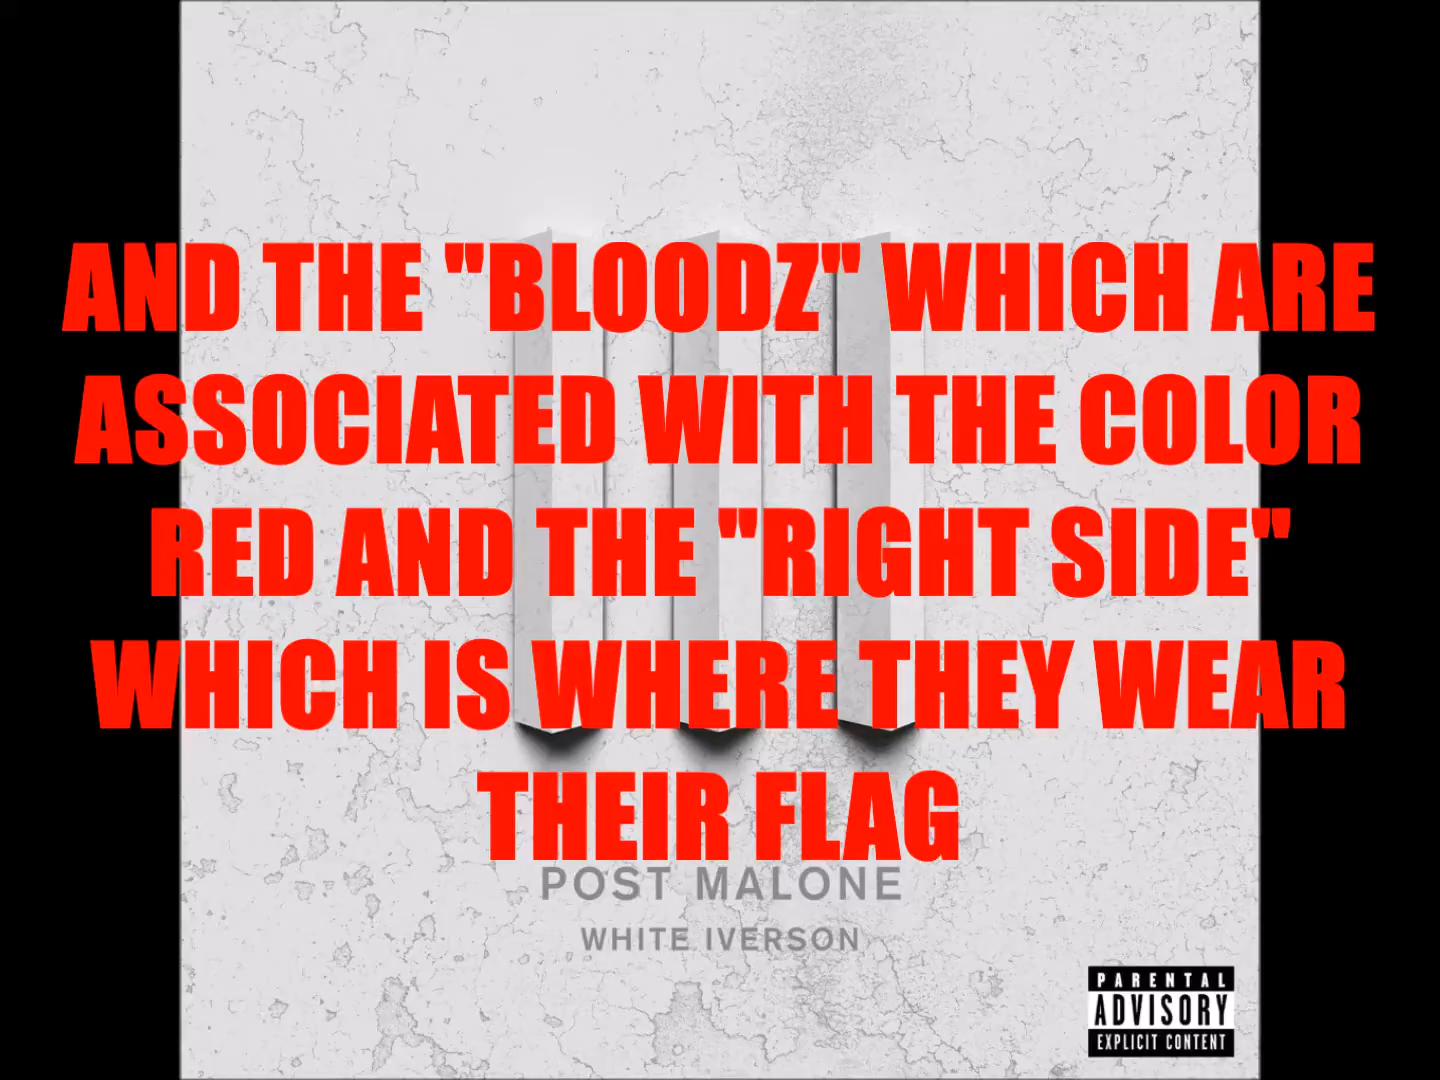 AND THE "BLOODZ" WHICH ARE
ASSOCIATED WITH THE COLOR
RED AND THE "RIGHT SIDE"
WHICH IS WHERE THEY WEAR
THEIR FLAG
POST MALONE
WHITE IVERSON
PARENTAL
ADVISORY
EXPLICIT CONTENT